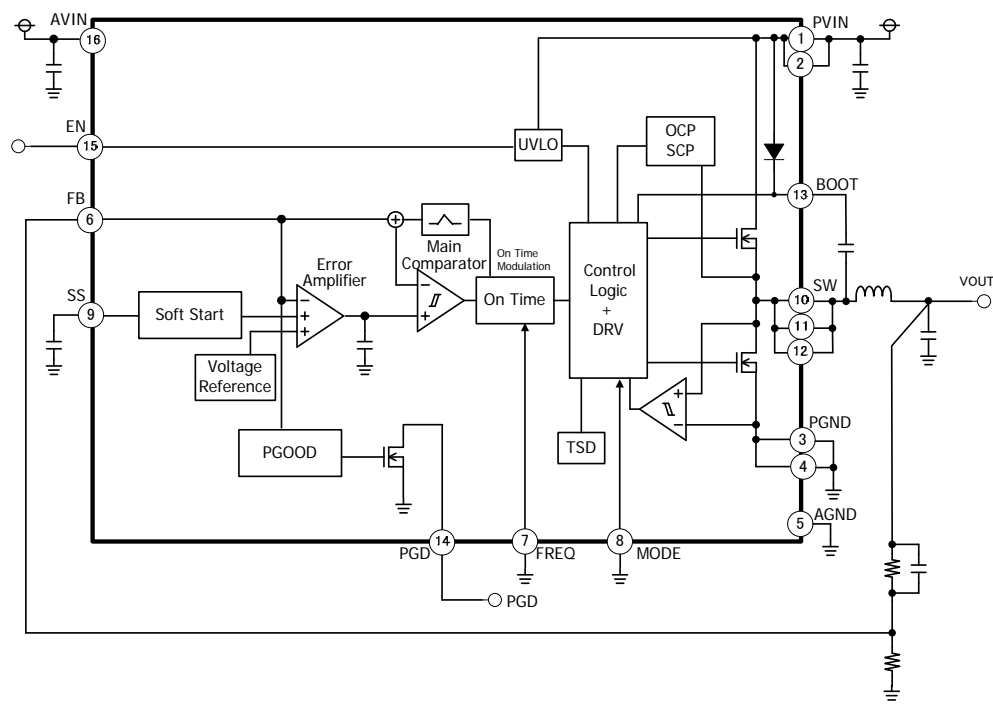 AVIN
16
PVIN
1
2
EN
15
UVLO
OCP
SCP
FB
6
BOOT
13
+
Main
Comparator
On Time
Modulation
Error
Amplifier
Control
Logic
+
DRV
SS
9
Soft Start
−
+
+
−
+
On Time
SW
10
11
12
VOUT
Voltage
Reference
+
−
PGOOD
TSD
PGND
3
4
5
AGND
14
PGD
7
FREQ
8
MODE
PGD